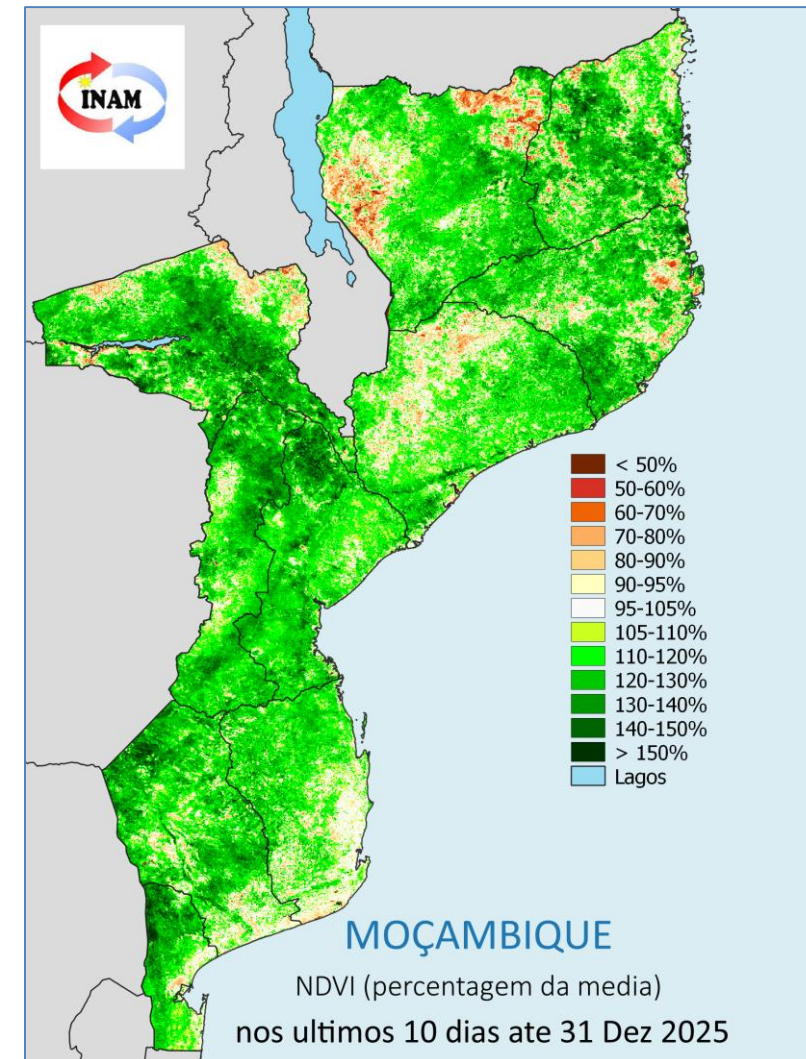 INAM
< 50%
50-60%
60-70%
70-80%
80-90%
90-95%
95-105%
105-110%
110-120%
120-130%
130-140%
140-150%
> 150%
Lagos
MOÇAMBIQUE
NDVI (percentagem da media)
nos ultimos 10 dias ate 31 Dez 2025